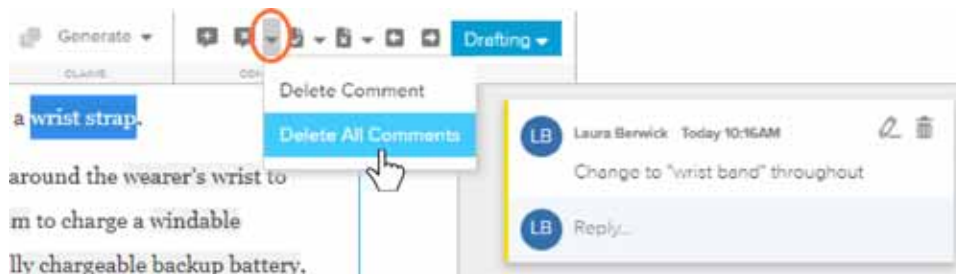 Generate
Drafting
CLAIMS
Delete Comment
Delete All Comments
a wrist strap.
around the wearer's wrist to
m to charge a windable
lly chargeable backup battery.
LB
Laura Berwick Today 10:16AM
Change to "wrist band" throughout
LB
Reply...